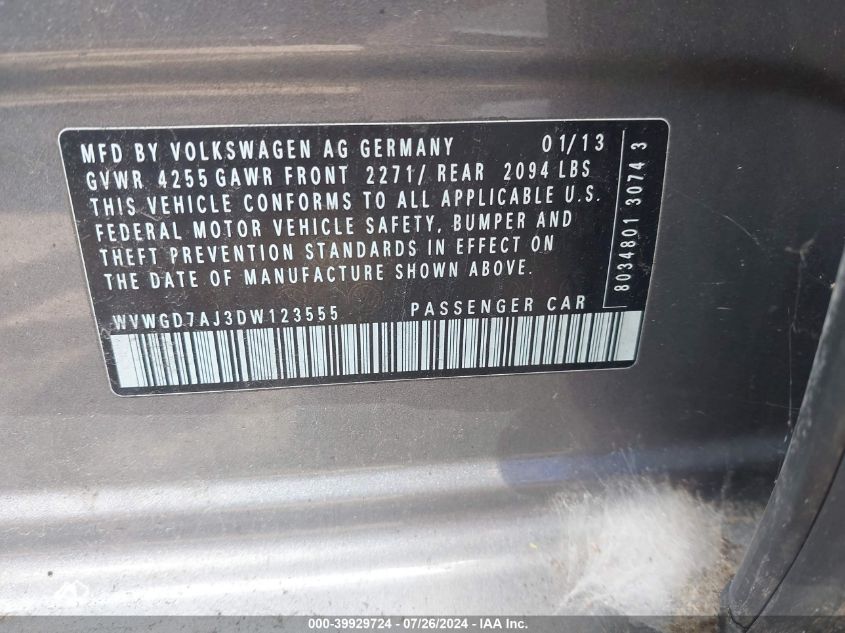 MFD BY VOLKSWAGEN AG GERMANY 01/13
GVWR 4255 GAWR FRONT 2271/ REAR 2094 LBS
THIS VEHICLE CONFORMS TO ALL APPLICABLE U.S.
FEDERAL MOTOR VEHICLE SAFETY, BUMPER AND
THEFT PREVENTION STANDARDS IN EFFECT ON
THE DATE OF MANUFACTURE SHOWN ABOVE.
WVWGD7AJ3DW123555 PASSENGER CAR
8034801 3074 3
000-39929724 - 07/26/2024 - IAA Inc.